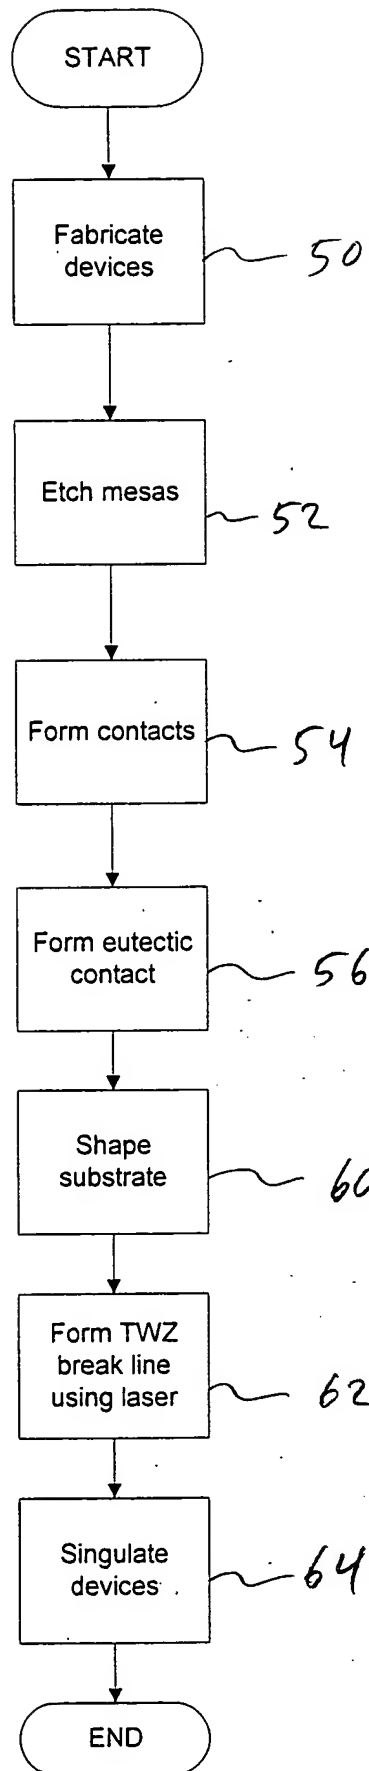 START
Fabricate
devices
50
Etch mesas
52
Form contacts
54
Form eutectic
contact
56
Shape
substrate
60
Form TWZ
break line
using laser
62
Singulate
devices
64
END